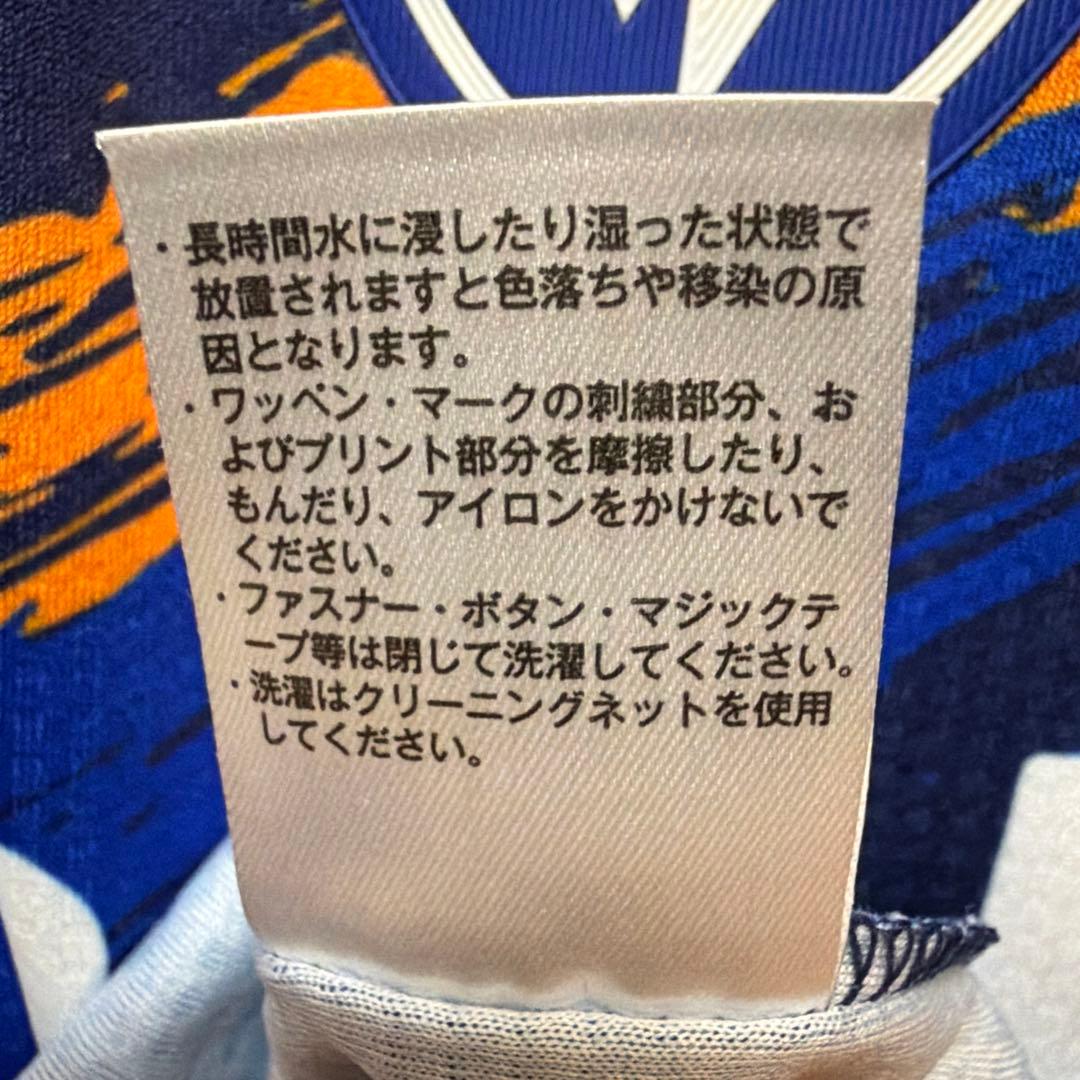 ・長時間水に浸したり湿った状態で
放置されますと色落ちや移染の原
因となります。
・ワッペン・マークの刺繍部分、お
よびプリント部分を摩擦したり、
もんだり、アイロンをかけないで
ください。
・ファスナー・ボタン・マジックテ
ープ等は閉じて洗濯してください。
・洗濯はクリーニングネットを使用
してください。